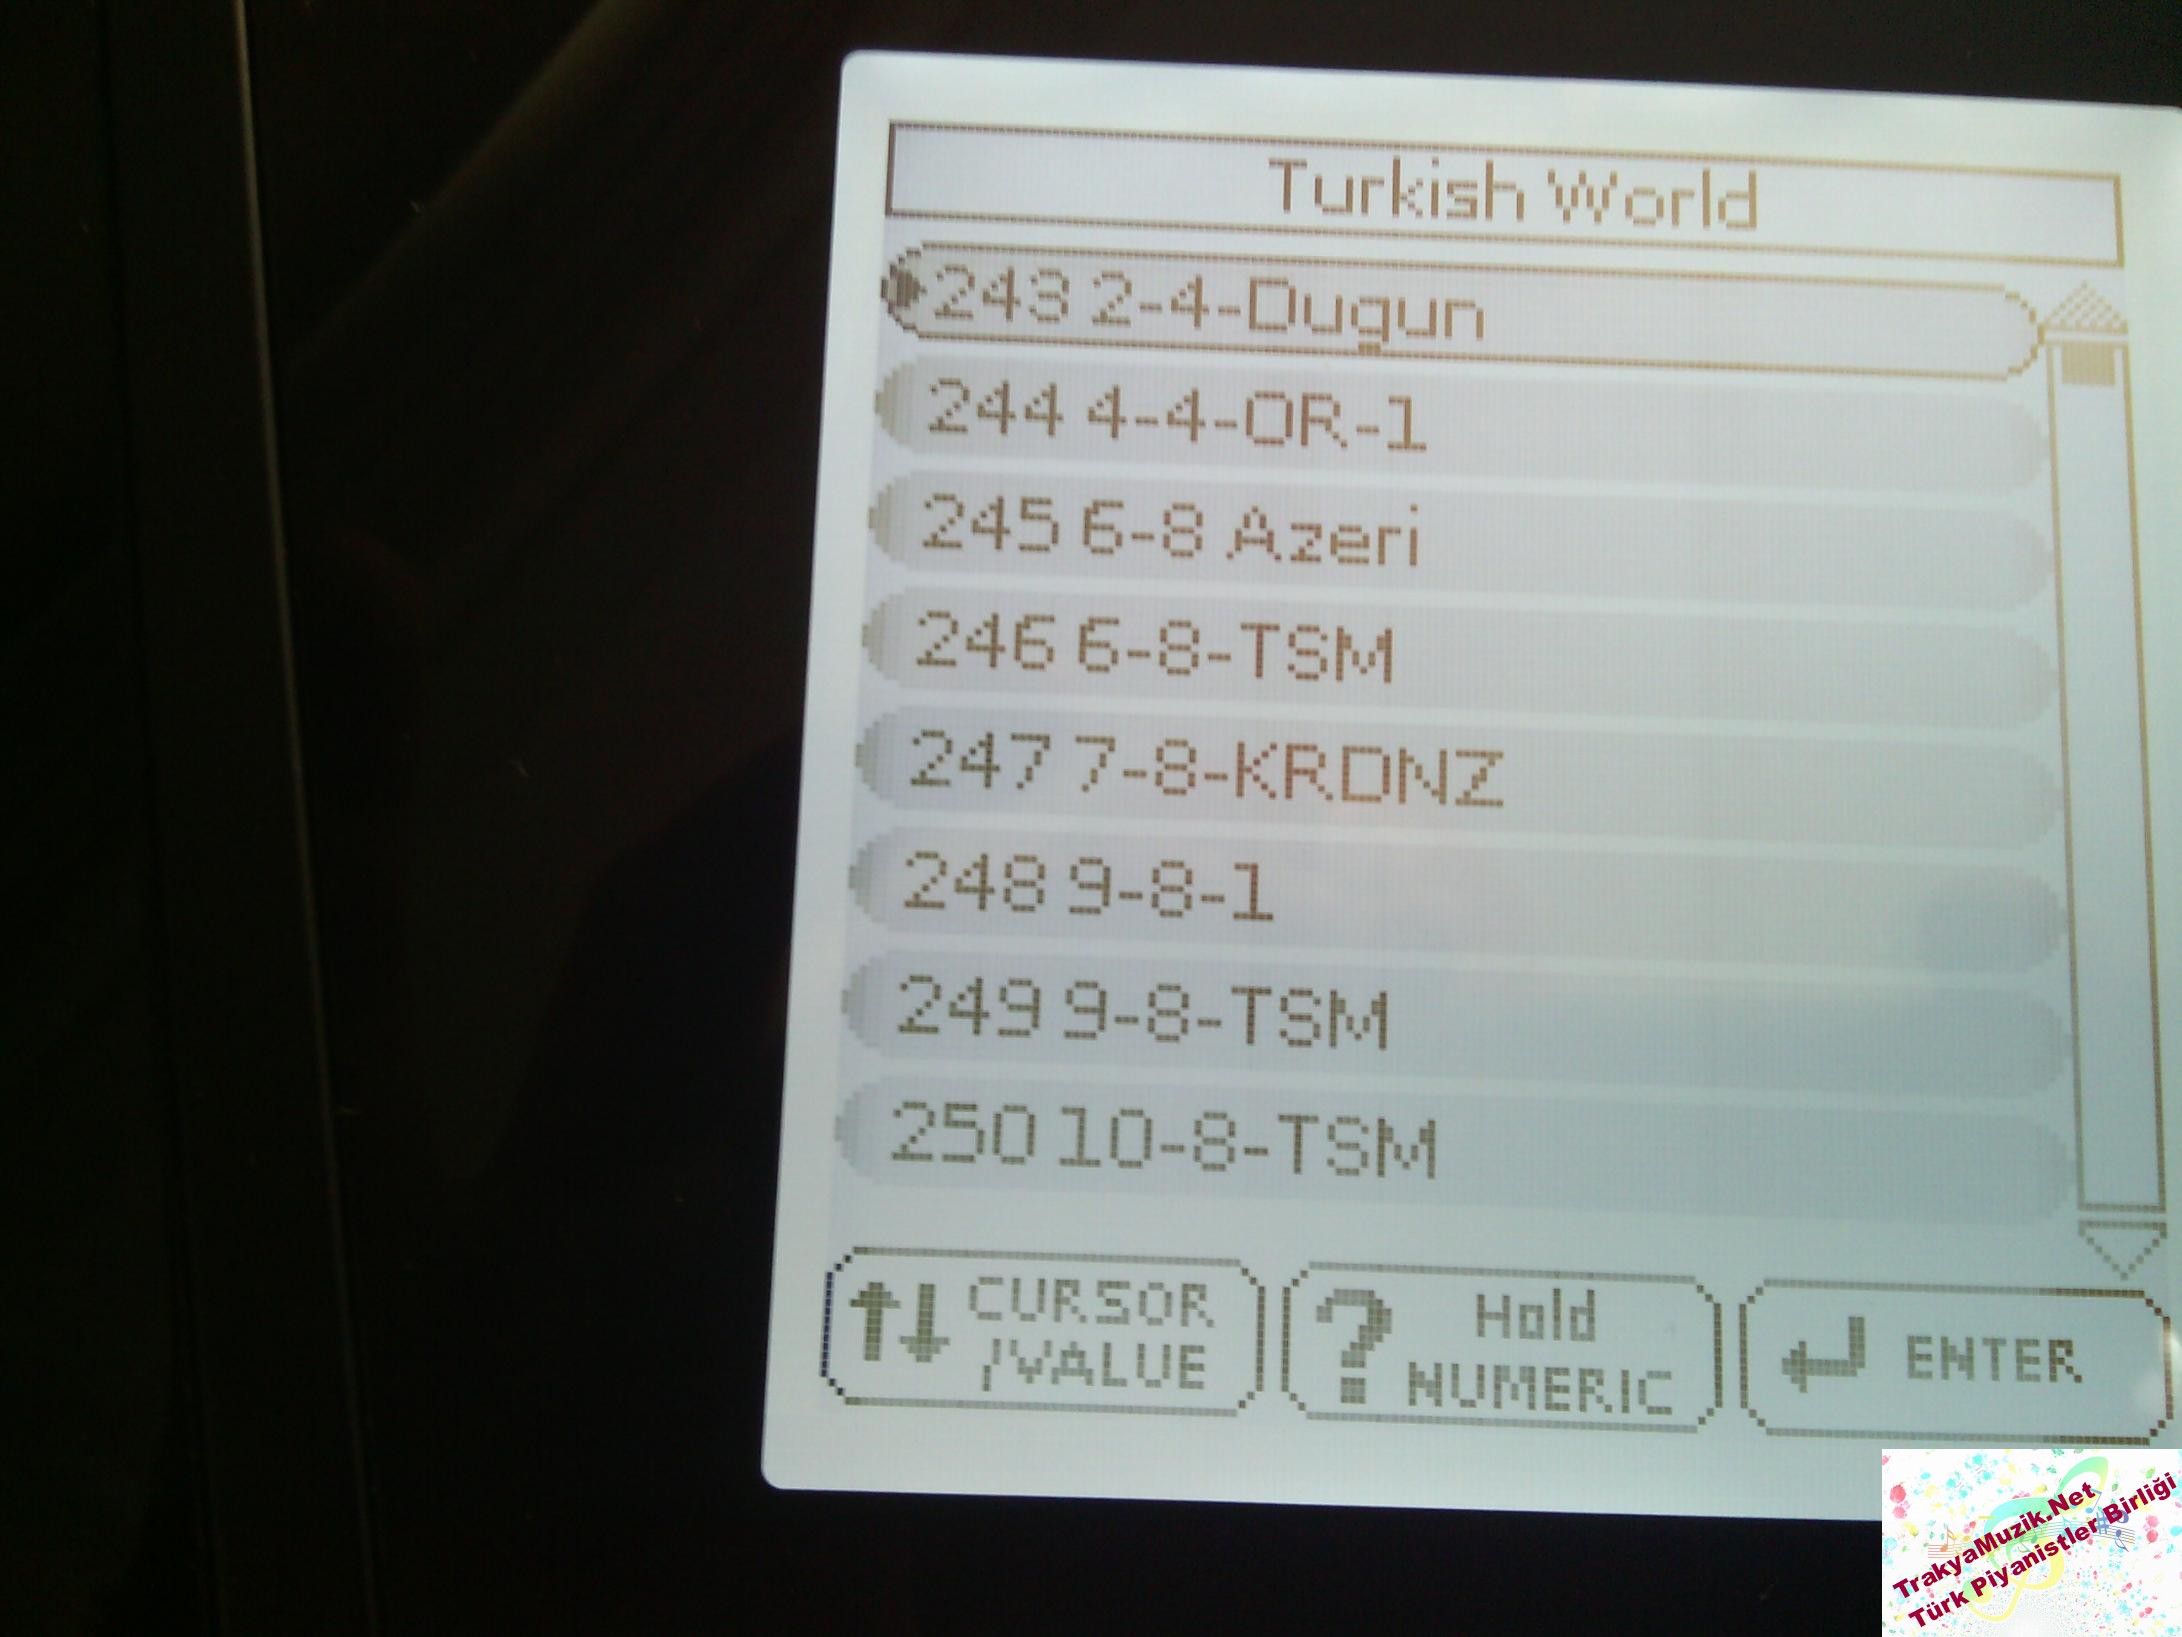 Turkish World
243 2-4-Dugun
244 4-4-OR-1
245 6-8 Azeri
246 6-8-TSM
247 7-8-KRDNZ
248 9-8-1
249 9-8-TSM
250 10-8-TSM
CURSOR
/VALUE
? Hold
NUMERIC
ENTER
TrakyaMuzik.Net
Türk Piyanistler Birliği